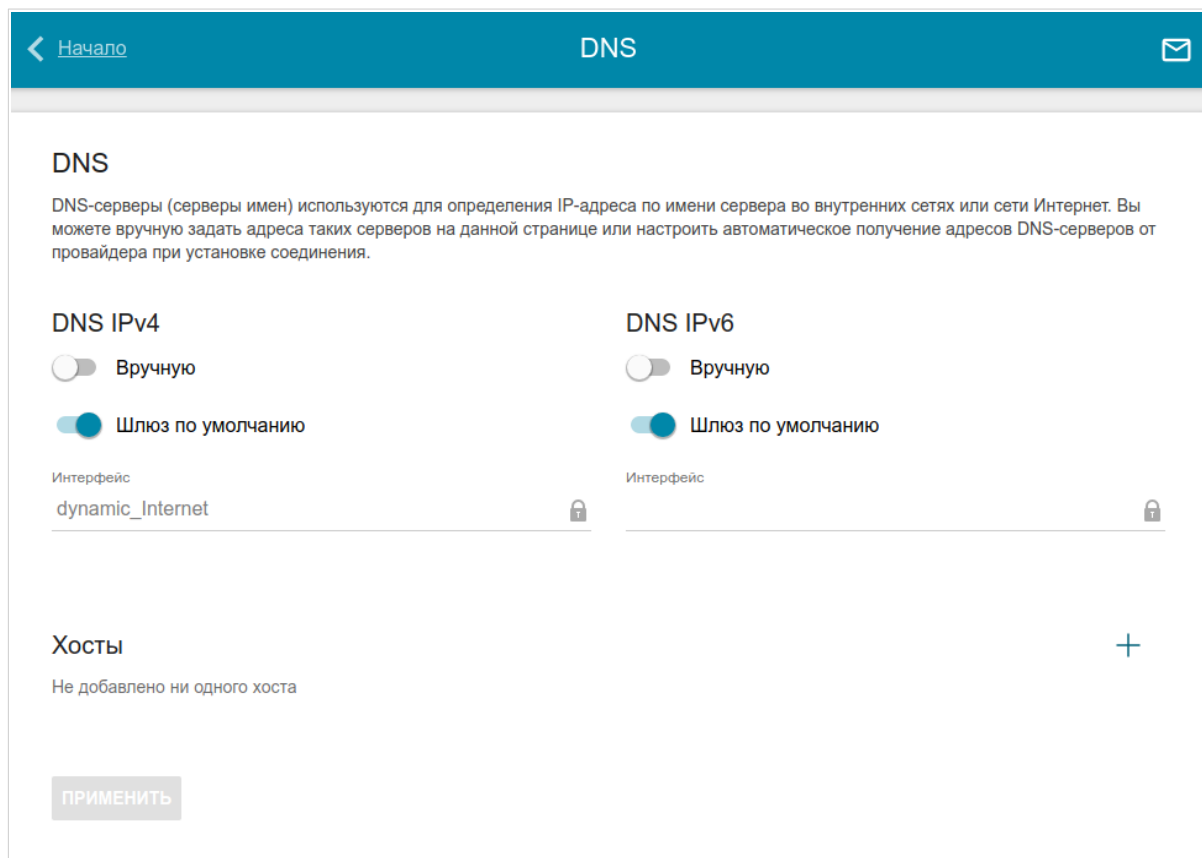 Начало
DNS
DNS
DNS-серверы (серверы имен) используются для определения IP-адреса по имени сервера во внутренних сетях или сети Интернет. Вы
можете вручную задать адреса таких серверов на данной странице или настроить автоматическое получение адресов DNS-серверов от
провайдера при установке соединения.
DNS IPv4
Вручную
Шлюз по умолчанию
Интерфейс
dynamic_Internet
DNS IPv6
Вручную
Шлюз по умолчанию
Интерфейс
Хосты
Не добавлено ни одного хоста
ПРИМЕНИТЬ